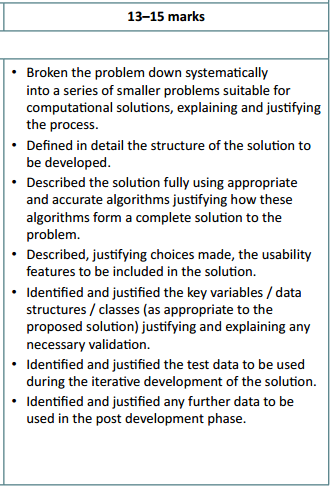 13–15 marks
• Broken the problem down systematically
into a series of smaller problems suitable for
computational solutions, explaining and justifying
the process.
• Defined in detail the structure of the solution to
be developed.
• Described the solution fully using appropriate
and accurate algorithms justifying how these
algorithms form a complete solution to the
problem.
• Described, justifying choices made, the usability
features to be included in the solution.
• Identified and justified the key variables / data
structures / classes (as appropriate to the
proposed solution) justifying and explaining any
necessary validation.
• Identified and justified the test data to be used
during the iterative development of the solution.
• Identified and justified any further data to be
used in the post development phase.